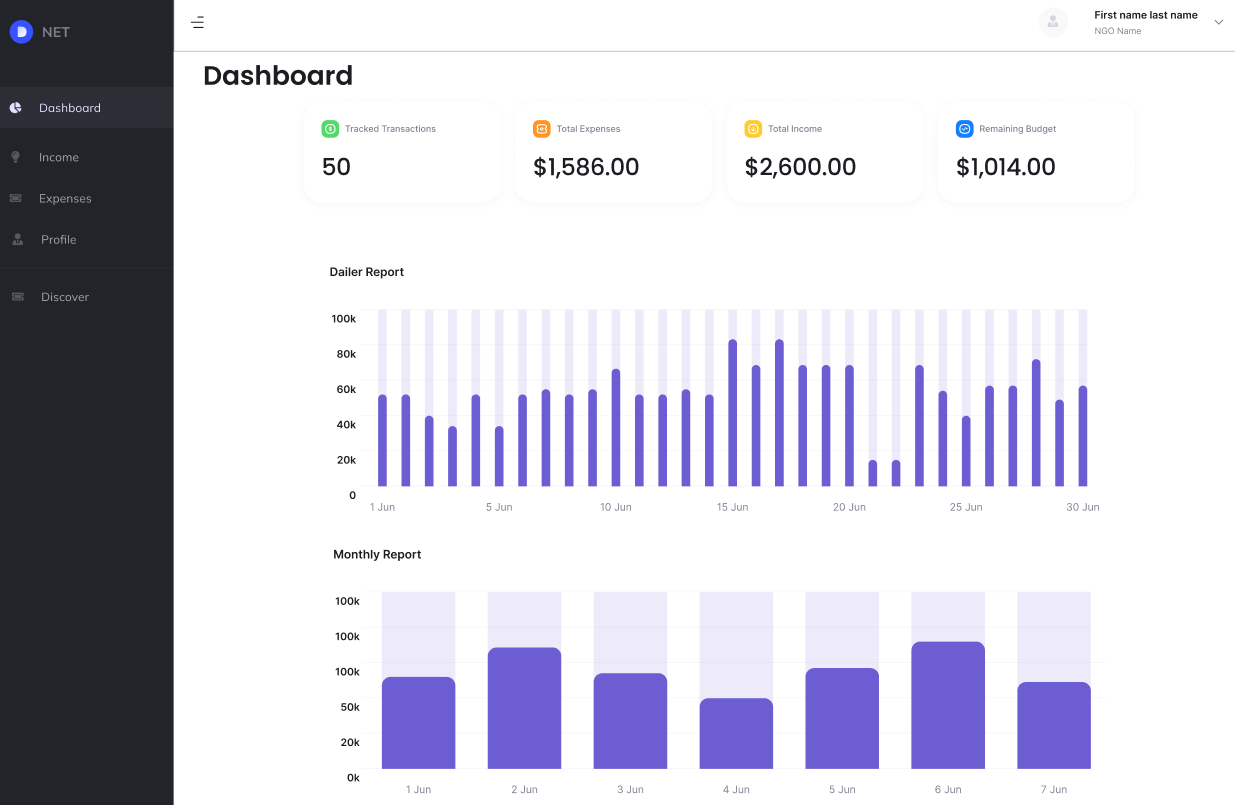 NET
First name last name
NGO Name
Dashboard
Income
Expenses
Profile
Discover
Dashboard
Tracked Transactions
50
Total Expenses
$1,586.00
Total Income
$2,600.00
Remaining Budget
$1,014.00
Dailer Report
100k
80k
60k
40k
20k
0
1 Jun 5 Jun 10 Jun 15 Jun 20 Jun 25 Jun 30 Jun
Monthly Report
100k
100k
100k
50k
20k
0k
1 Jun 2 Jun 3 Jun 4 Jun 5 Jun 6 Jun 7 Jun